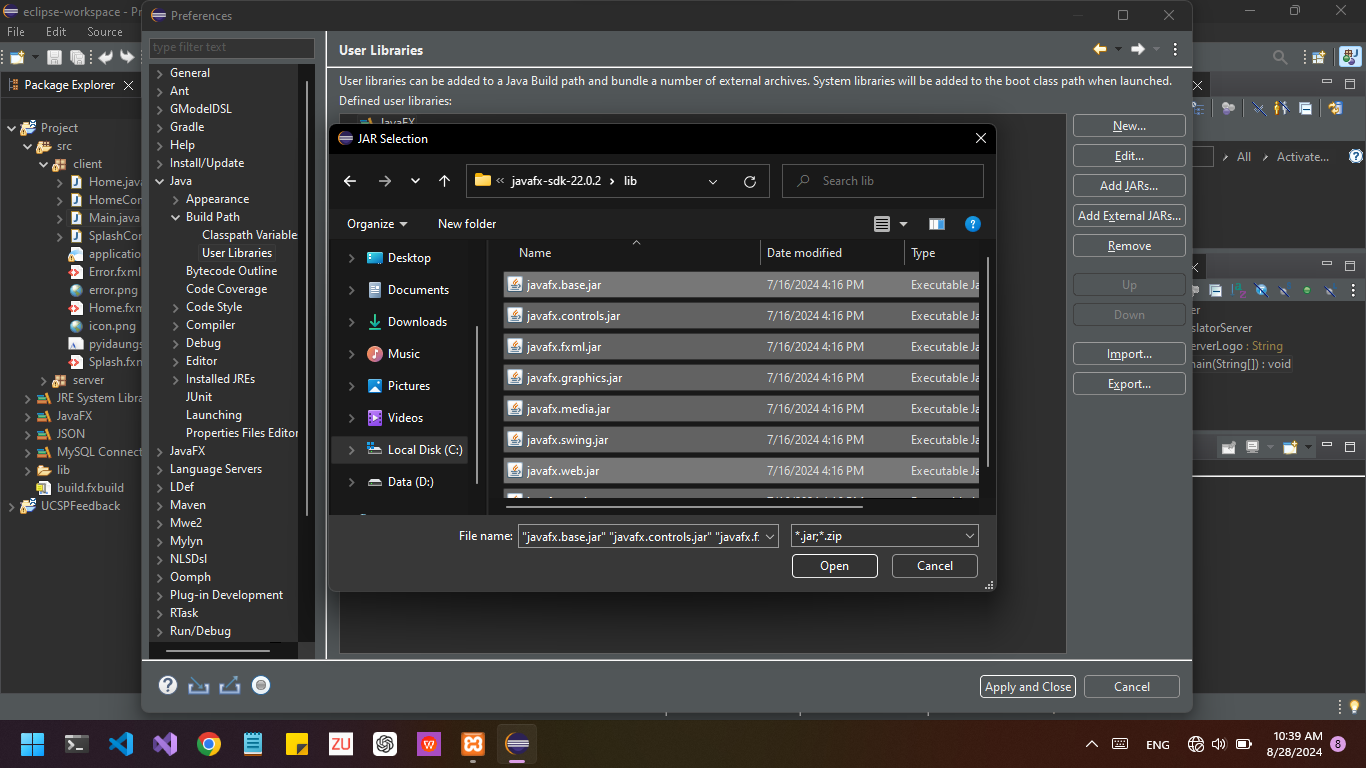 eclipse-workspace - Pr
File Edit Source
Package Explorer
Project
src
client
Home.java
HomeCon
Main.java
SplashCon
application
Error.fxml
error.png
Home.fxm
icon.png
pyidaungs
Splash.fxn
server
JRE System Libra
JavaFX
JSON
MySQL Connect
lib
build.fxbuild
UCSPFeedback
Preferences
type filter text
General
Ant
GModelDSL
Gradle
Help
Install/Update
Java
Appearance
Build Path
Classpath Variable
User Libraries
Bytecode Outline
Code Coverage
Code Style
Compiler
Debug
Editor
Installed JREs
JUnit
Launching
Properties Files Editor
JavaFX
Language Servers
LDef
Maven
Mwe2
Mylyn
NLSDsl
Oomph
Plug-in Development
RTask
Run/Debug
User Libraries
User libraries can be added to a Java Build path and bundle a number of external archives. System libraries will be added to the boot class path when launched.
Defined user libraries:
JavaFX
New...
Edit...
Add JARs...
Add External JARs...
Remove
Up
Down
Import...
Export...
Apply and Close
Cancel
JAR Selection
« javafx-sdk-22.0.2 › lib
Search lib
Organize New folder
Desktop
Documents
Downloads
Music
Pictures
Videos
Local Disk (C:)
Data (D:)
Name Date modified Type
javafx.base.jar 7/16/2024 4:16 PM Executable Ja
javafx.controls.jar 7/16/2024 4:16 PM Executable Ja
javafx.fxml.jar 7/16/2024 4:16 PM Executable Ja
javafx.graphics.jar 7/16/2024 4:16 PM Executable Ja
javafx.media.jar 7/16/2024 4:16 PM Executable Ja
javafx.swing.jar 7/16/2024 4:16 PM Executable Ja
javafx.web.jar 7/16/2024 4:16 PM Executable Ja
File name: "javafx.base.jar" "javafx.controls.jar" "javafx.f
*.jar;*.zip
Open Cancel
All Activate...
er
slatorServer
erverLogo : String
nain(String[]) : void
ZU
W
ENG
10:39 AM
8/28/2024
8